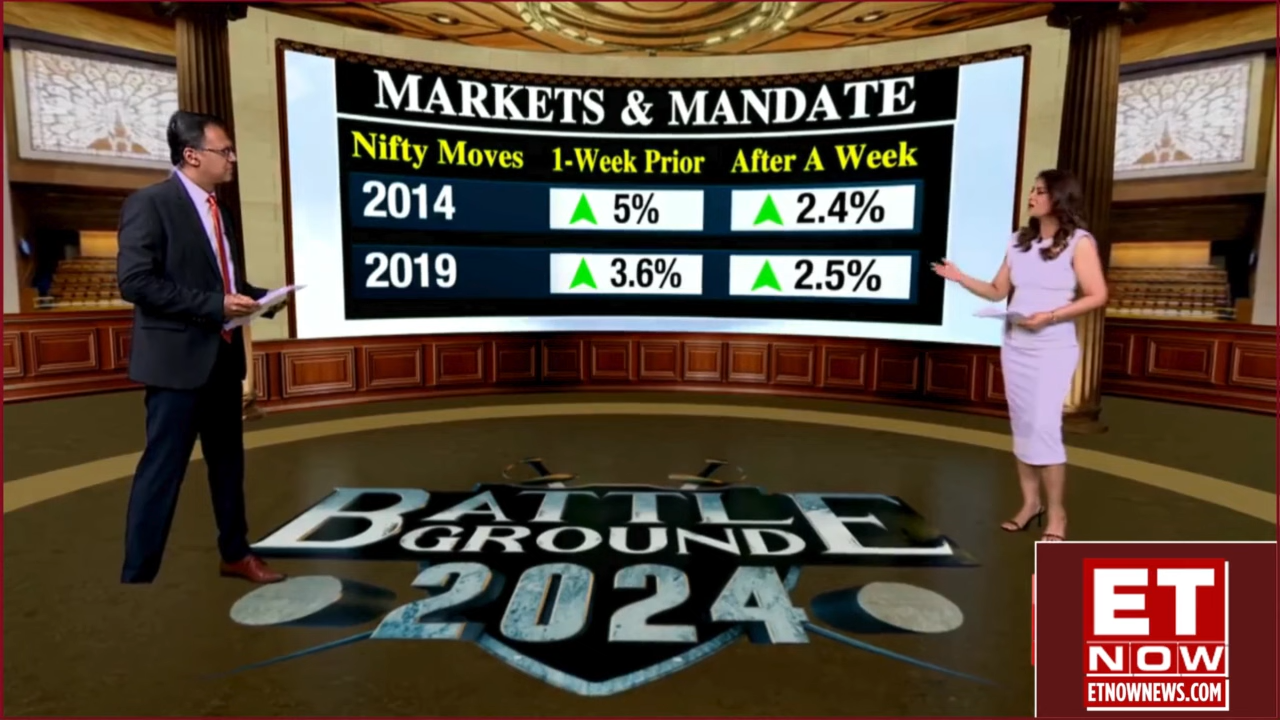 MARKETS & MANDATE
Nifty Moves 1-Week Prior After A Week
2014 5% 2.4%
2019 3.6% 2.5%
BATTLE
GROUND
2024
ET
NOW
ETNOWNEWS.COM